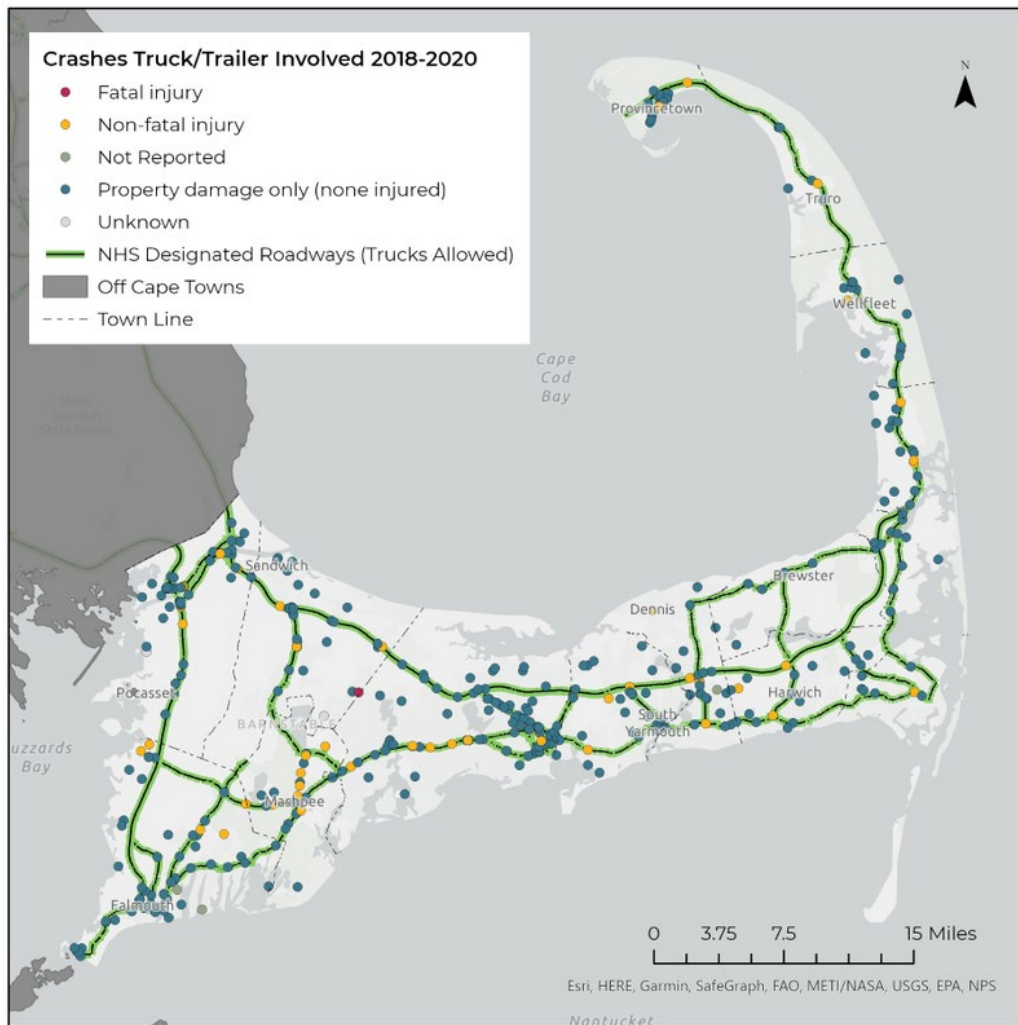 Crashes Truck/Trailer Involved 2018-2020
Fatal injury
Non-fatal injury
Not Reported
Property damage only (none injured)
Unknown
NHS Designated Roadways (Trucks Allowed)
Off Cape Towns
Town Line
N
Provincetown
Truro
Wellfleet
Cape
Cod
Bay
Sandwich
Brewster
Dennis
Pocasset
Harwich
BARNSTABLE
South
Yarmouth
uzzards
Bay
Mashpee
Falmouth
0 3.75 7.5 15 Miles
Esri, HERE, Garmin, SafeGraph, FAO, METI/NASA, USGS, EPA, NPS
Nantucket